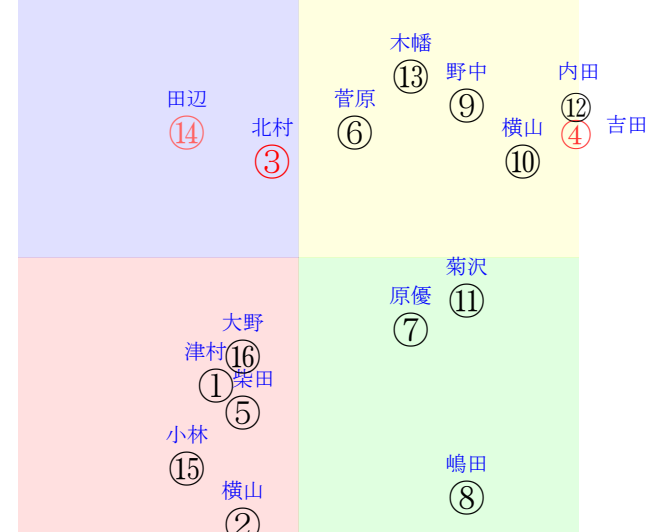 木幡
⑬
野中
⑨
内田
⑫
田辺
⑭
菅原
⑥
北村
③
横山
⑩
吉田
④
菊沢
⑪
原優
⑦
大野
⑯
津村
①
柴田
⑤
小林
⑮
嶋田
⑧
横山
②